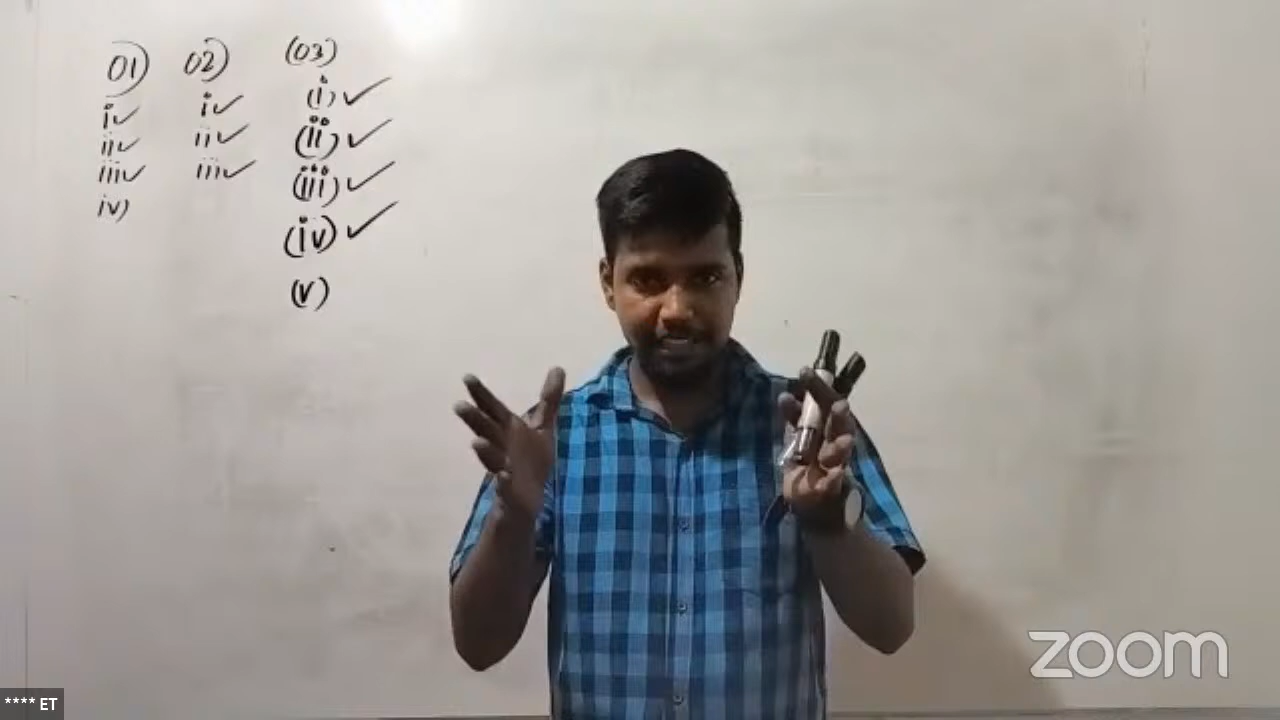 01) 02) (03)
i✓ i✓ (i)✓
ii✓ ii✓ (ii)✓
iii✓ iii✓ (iii)✓
iv) (iv)✓
(v)
zoom
**** ET